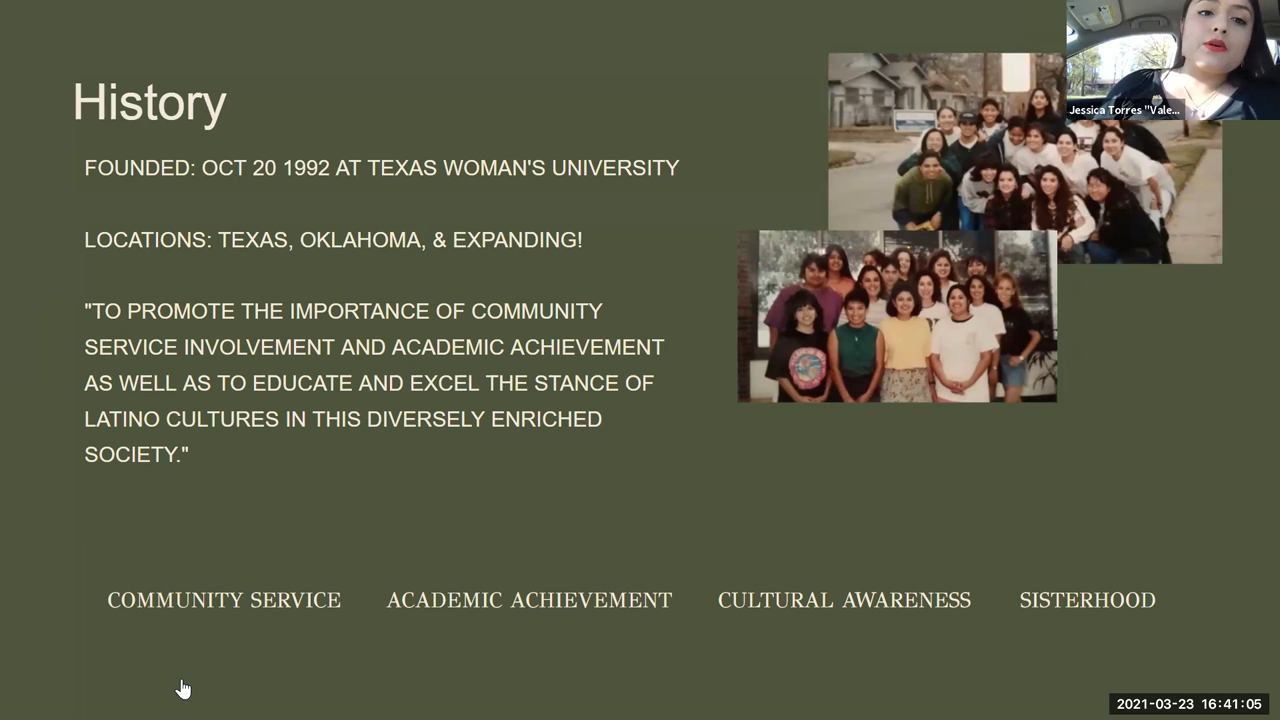 History
FOUNDED: OCT 20 1992 AT TEXAS WOMAN'S UNIVERSITY
LOCATIONS: TEXAS, OKLAHOMA, & EXPANDING!
"TO PROMOTE THE IMPORTANCE OF COMMUNITY
SERVICE INVOLVEMENT AND ACADEMIC ACHIEVEMENT
AS WELL AS TO EDUCATE AND EXCEL THE STANCE OF
LATINO CULTURES IN THIS DIVERSELY ENRICHED
SOCIETY."
COMMUNITY SERVICE ACADEMIC ACHIEVEMENT CULTURAL AWARENESS SISTERHOOD
Jessica Torres "Vale...
2021-03-23 16:41:05